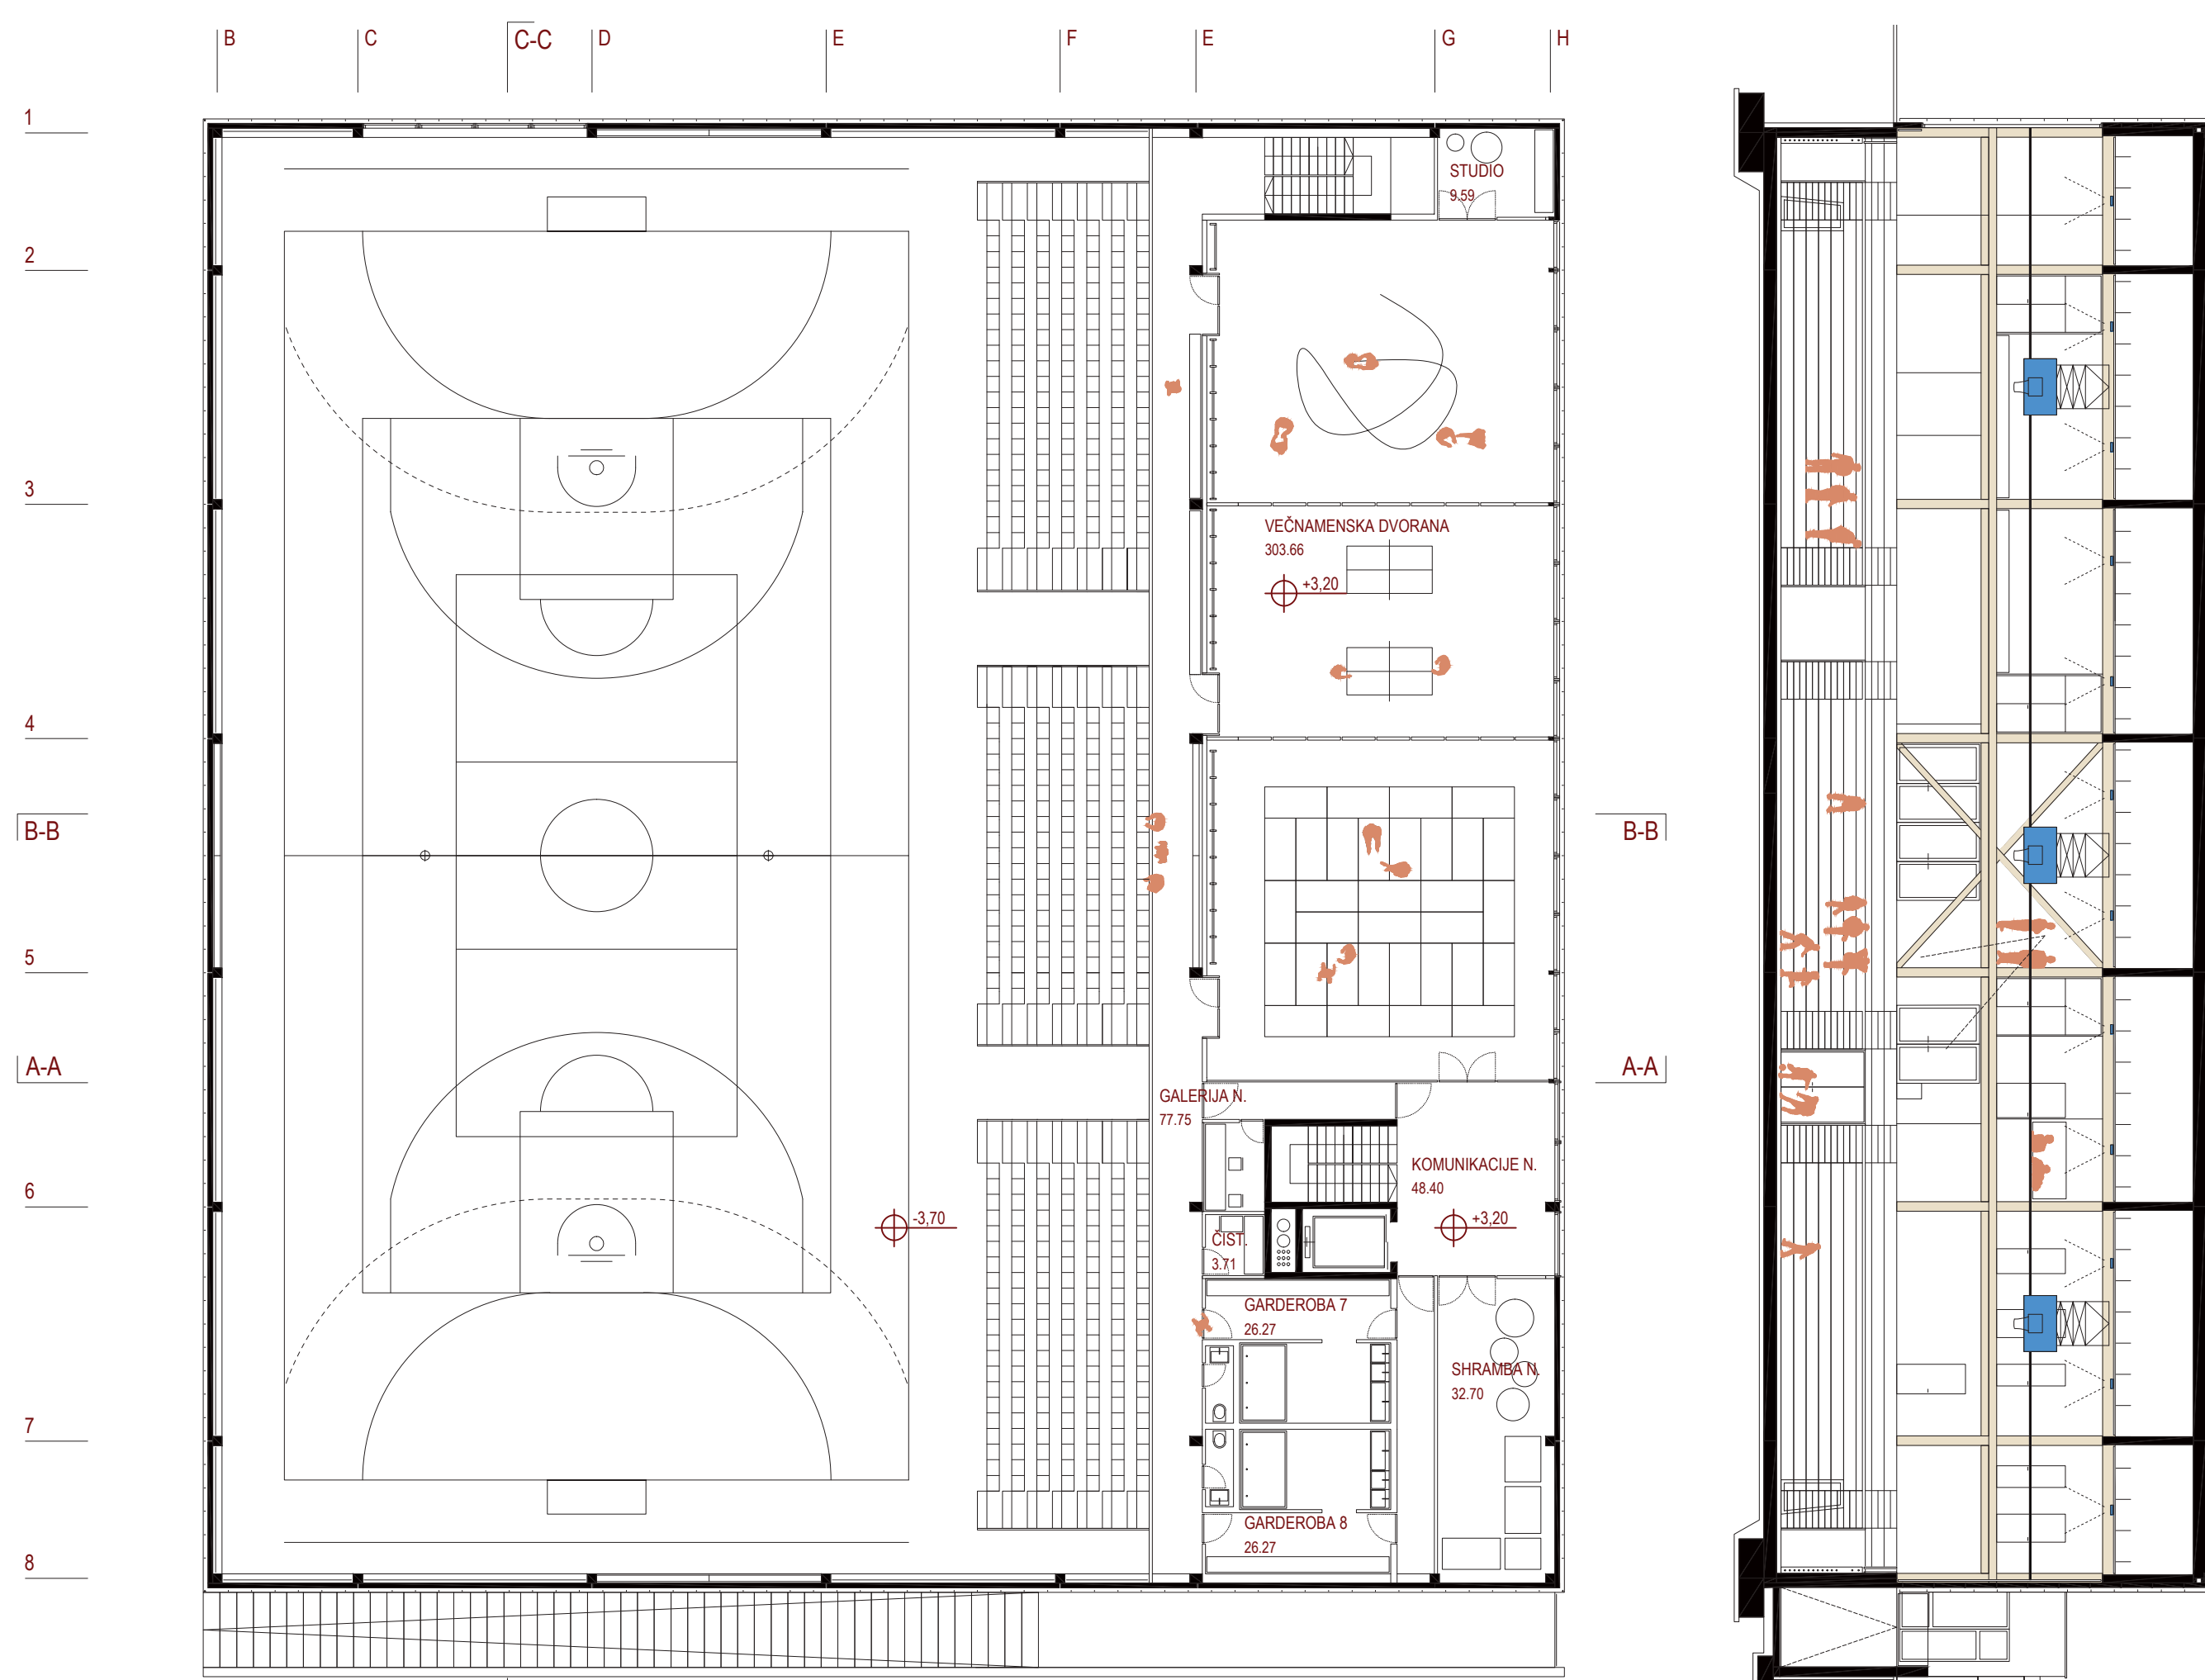 B C C-C D E F E G H
1
STUDIO
9.59
2
3
VEČNAMENSKA DVORANA
303.66
+3,20
4
B-B B-B
5
A-A A-A
GALERIJA N.
77.75
KOMUNIKACIJE N.
48.40
6
-3,70 +3,20
ČIST.
3.71
GARDEROBA 7
26.27
SHRAMBA N.
32.70
7
GARDEROBA 8
26.27
8